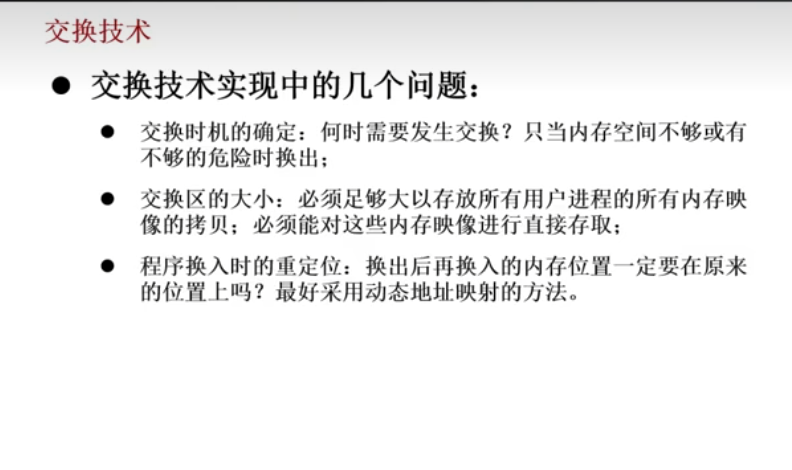 交换技术
● 交换技术实现中的几个问题：
● 交换时机的确定：何时需要发生交换？只当内存空间不够或有
不够的危险时换出；
● 交换区的大小：必须足够大以存放所有用户进程的所有内存映
像的拷贝；必须能对这些内存映像进行直接存取；
● 程序换入时的重定位：换出后再换入的内存位置一定要在原来
的位置上吗？最好采用动态地址映射的方法。